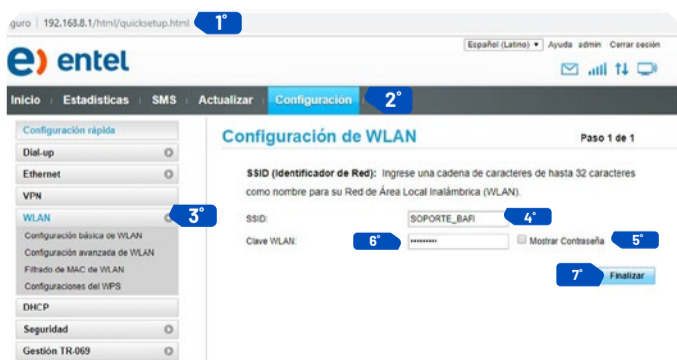 guro | 192.168.8.1/html/quicksetup.html 1°
Español (Latino) Ayuda admin Cerrar sesión
e) entel
Inicio Estadisticas SMS Actualizar Configuración 2°
Configuración rápida
Dial-up
Ethernet
VPN
WLAN 3°
Configuración básica de WLAN
Configuración avanzada de WLAN
Filtrado de MAC de WLAN
Configuraciones del WPS
DHCP
Seguridad
Gestión TR-069
Configuración de WLAN Paso 1 de 1
SSID (Identificador de Red): Ingrese una cadena de caracteres de hasta 32 caracteres
como nombre para su Red de Área Local Inalámbrica (WLAN).
SSID: SOPORTE_BAFI 4°
Clave WLAN: 6° ••••••••• Mostrar Contraseña 5°
7° Finalizar